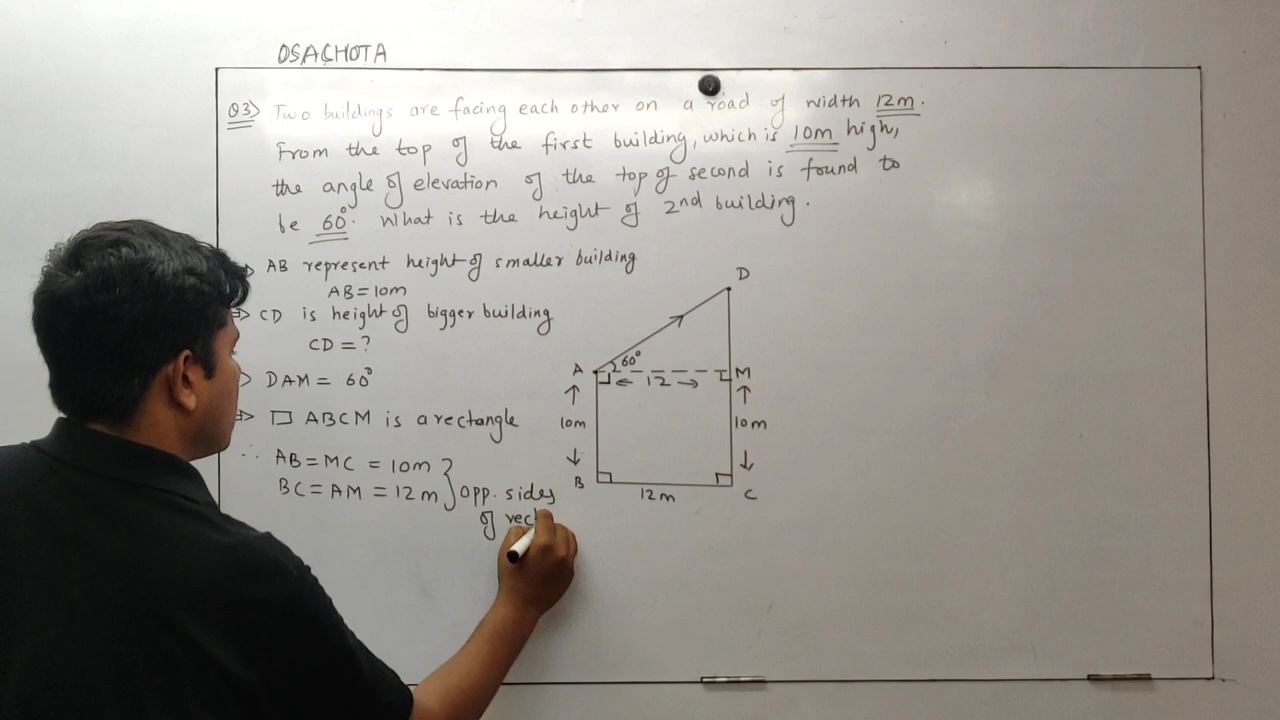 OSACHOTA
Q3) Two buildings are facing each other on a road of width 12m.
From the top of the first building, which is 10m high,
the angle of elevation of the top of second is found to
be 60°. What is the height of 2nd building.
⇒ AB represent height of smaller building
AB = 10m
⇒ CD is height of bigger building
CD = ?
DAM = 60°
⇒ □ ABCM is a rectangle
∴ AB = MC = 10m
BC = AM = 12m } opp. sides
of rect
D
60°
A
← 12 →
M
↑
10m
↓
↑
10m
↓
B
12m
C